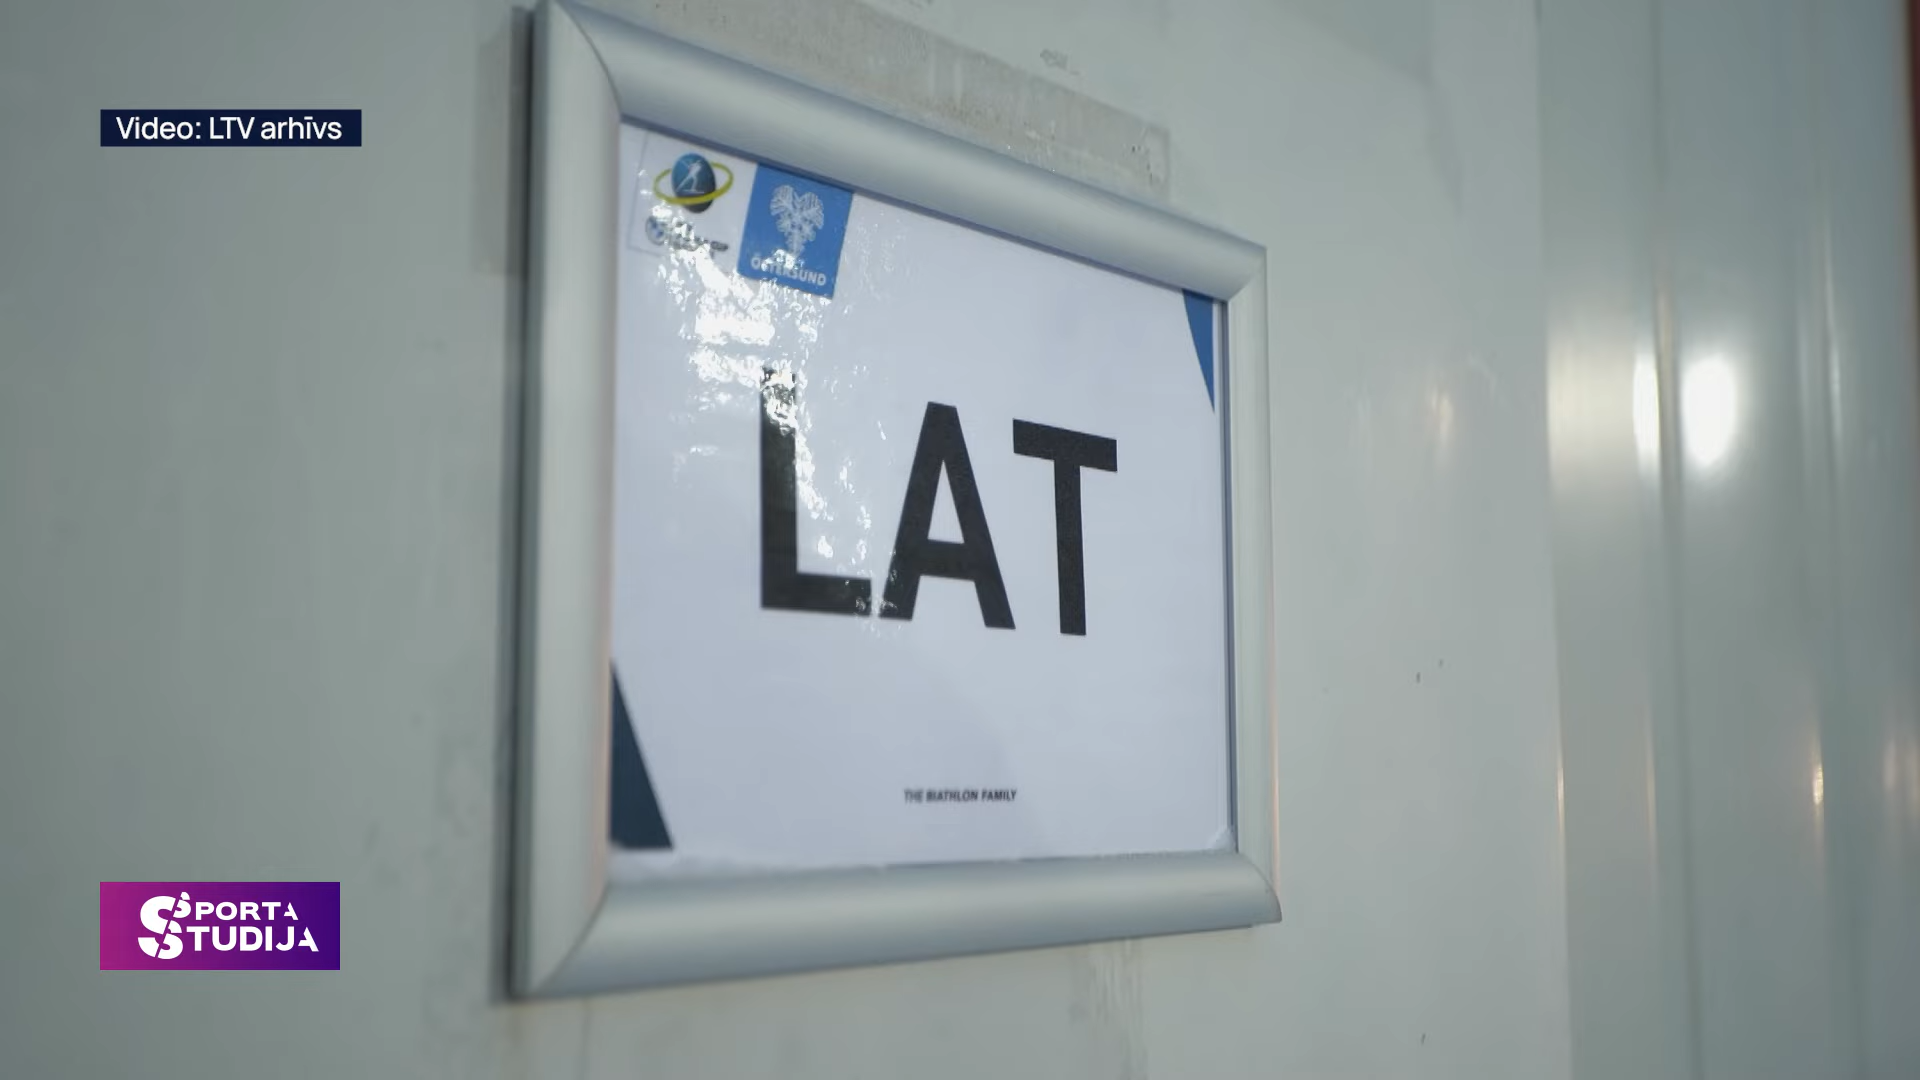 Video: LTV arhīvs
ÖSTERSUND
LAT
THE BIATHLON FAMILY
SPORTA
STUDIJA